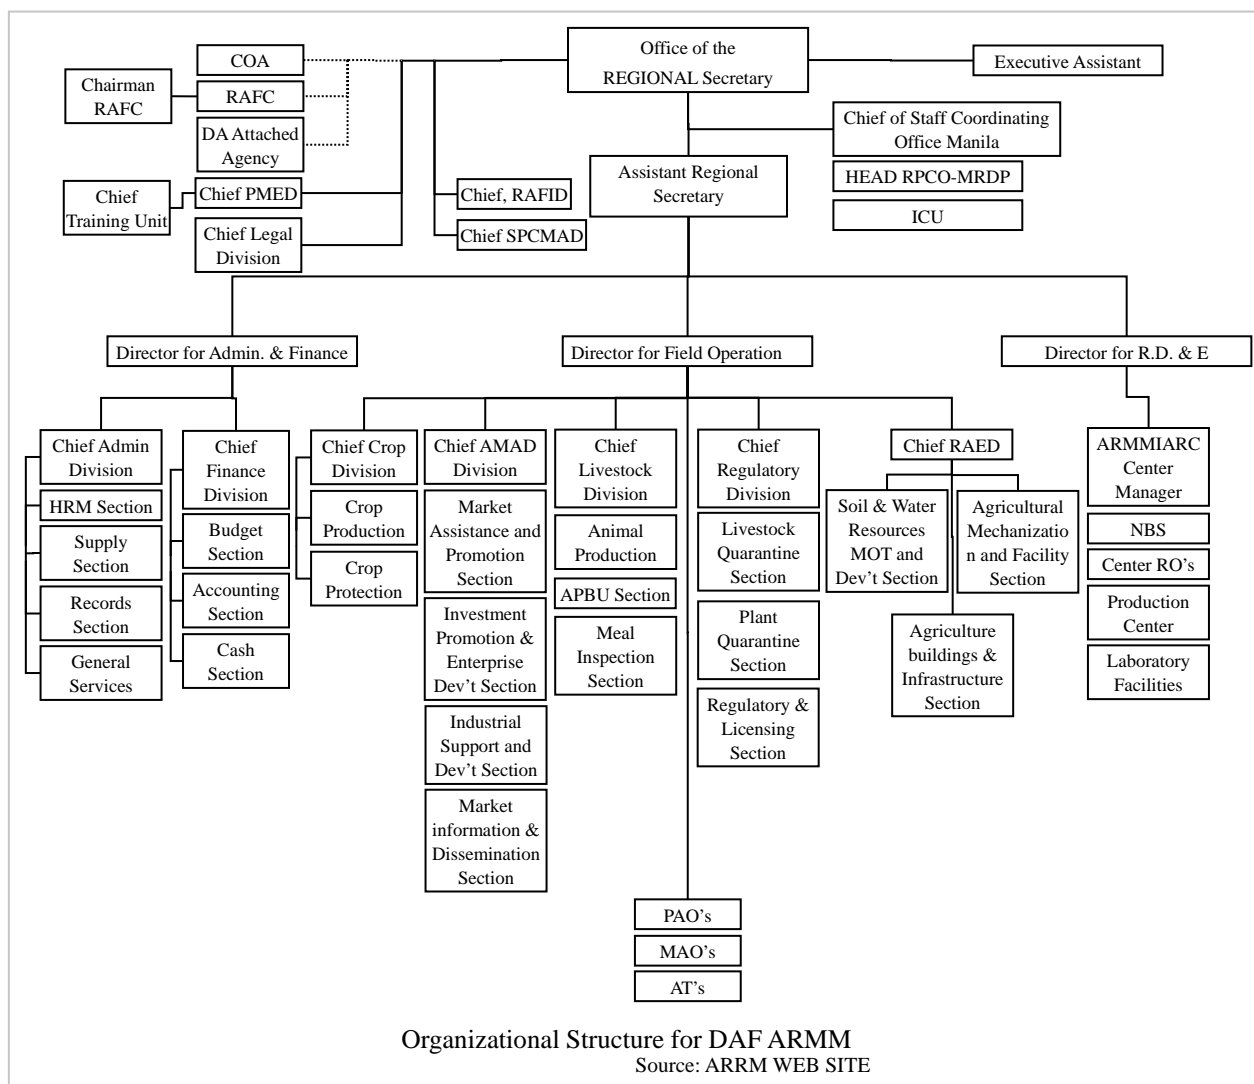 Office of the
REGIONAL Secretary
Executive Assistant
COA
Chairman
RAFC
RAFC
DA Attached
Agency
Chief of Staff Coordinating
Office Manila
Assistant Regional
Secretary
HEAD RPCO-MRDP
ICU
Chief
Training Unit
Chief PMED
Chief, RAFID
Chief Legal
Division
Chief SPCMAD
Director for Admin. & Finance
Director for Field Operation
Director for R.D. & E
Chief Admin
Division
HRM Section
Supply
Section
Records
Section
General
Services
Chief
Finance
Division
Budget
Section
Accounting
Section
Cash
Section
Chief Crop
Division
Crop
Production
Crop
Protection
Chief AMAD
Division
Market
Assistance and
Promotion
Section
Investment
Promotion &
Enterprise
Dev't Section
Industrial
Support and
Dev't Section
Market
information &
Dissemination
Section
Chief
Livestock
Division
Animal
Production
APBU Section
Meal
Inspection
Section
Chief
Regulatory
Division
Livestock
Quarantine
Section
Plant
Quarantine
Section
Regulatory &
Licensing
Section
Chief RAED
Soil & Water
Resources
MOT and
Dev't Section
Agricultural
Mechanizatio
n and Facility
Section
Agriculture
buildings &
Infrastructure
Section
ARMMIARC
Center
Manager
NBS
Center RO's
Production
Center
Laboratory
Facilities
PAO's
MAO's
AT's
Organizational Structure for DAF ARMM
Source: ARRM WEB SITE